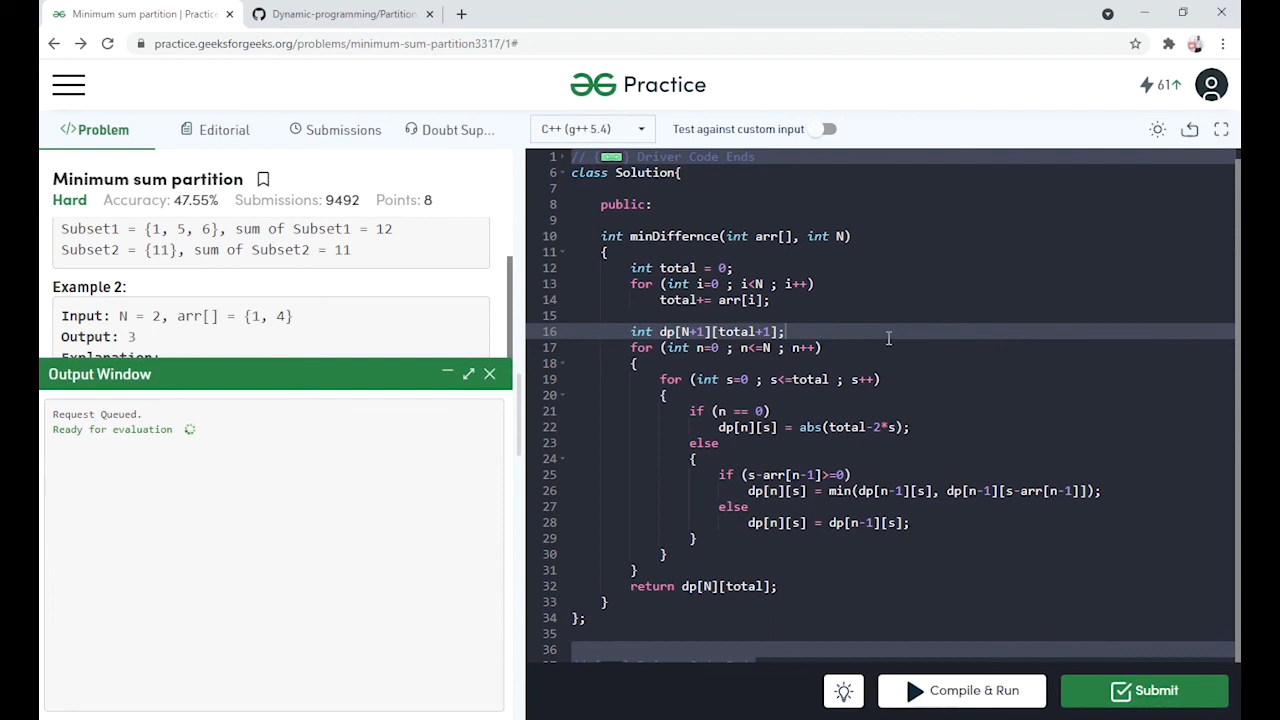 Minimum sum partition | Practic
Dynamic-programming/Partition
practice.geeksforgeeks.org/problems/minimum-sum-partition3317/1#
Practice
61↑
</>Problem
Editorial
Submissions
Doubt Sup...
C++ (g++ 5.4)
Test against custom input
Minimum sum partition
Hard Accuracy: 47.55% Submissions: 9492 Points: 8
Subset1 = {1, 5, 6}, sum of Subset1 = 12
Subset2 = {11}, sum of Subset2 = 11
Example 2:
Input: N = 2, arr[] = {1, 4}
Output: 3
Output Window
Request Queued.
Ready for evaluation
1 // { Driver Code Ends
6 class Solution{
7
8 public:
9
10 int minDiffernce(int arr[], int N)
11 {
12 int total = 0;
13 for (int i=0 ; i<N ; i++)
14 total+= arr[i];
15
16 int dp[N+1][total+1];
17 for (int n=0 ; n<=N ; n++)
18 {
19 for (int s=0 ; s<=total ; s++)
20 {
21 if (n == 0)
22 dp[n][s] = abs(total-2*s);
23 else
24 {
25 if (s-arr[n-1]>=0)
26 dp[n][s] = min(dp[n-1][s], dp[n-1][s-arr[n-1]]);
27 else
28 dp[n][s] = dp[n-1][s];
29 }
30 }
31 }
32 return dp[N][total];
33 }
34 };
35
36
Compile & Run
Submit